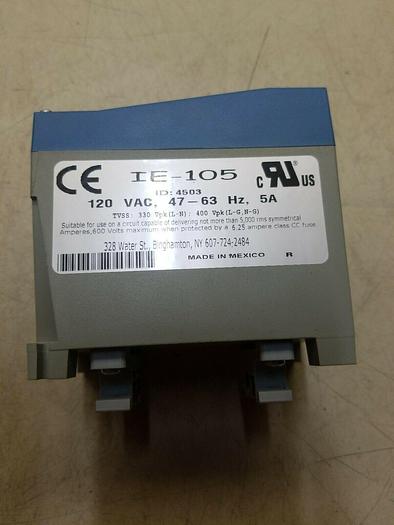 CE IE-105 c RU US
ID: 4503
120 VAC, 47-63 Hz, 5A
TVSS: 330 Vpk(L-N); 400 Vpk(L-G,N-G)
Suitable for use on a circuit capable of delivering not more than 5,000 rms symmetrical
Amperes,600 Volts maximum when protected by a 6.25 ampere class CC fuse.
328 Water St., Binghamton, NY 607-724-2484
MADE IN MEXICO R